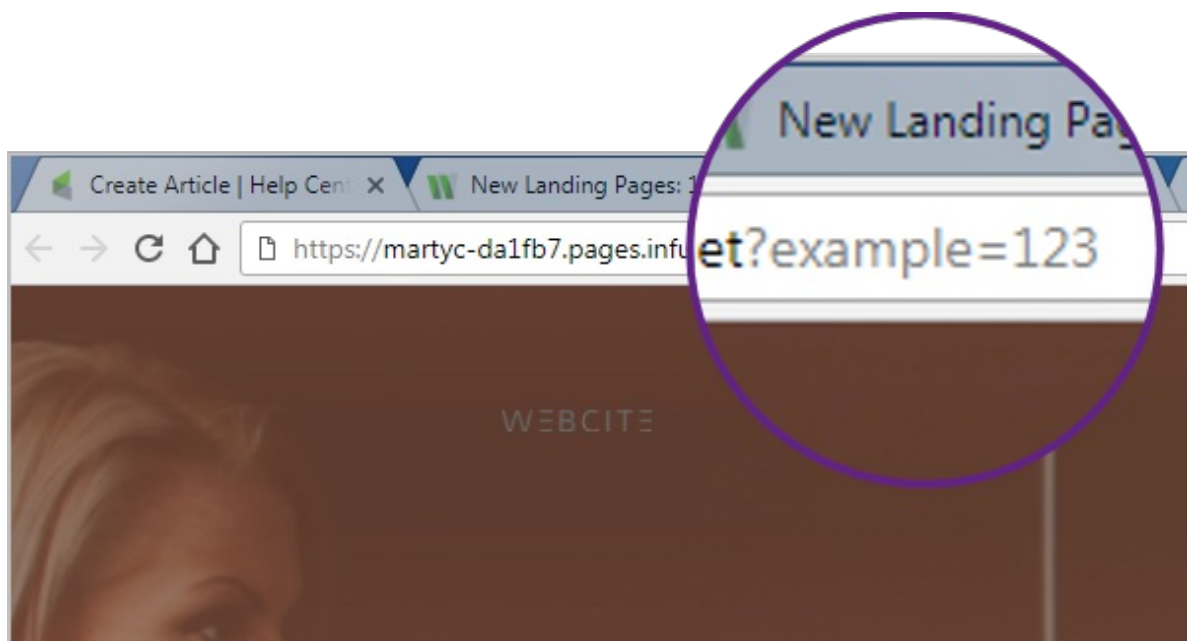 New Landing Pag
Create Article | Help Cent
New Landing Pages: 1
https://martyc-da1fb7.pages.infu
et?example=123
WEBCITE